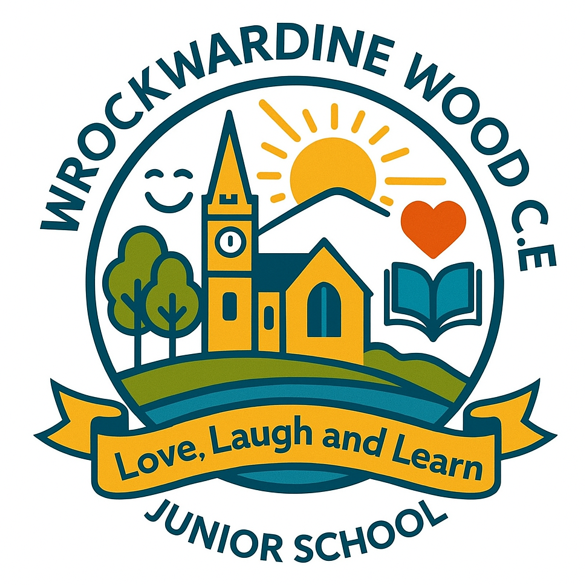 WROCKWARDINE WOOD C.E
Love, Laugh and Learn
JUNIOR SCHOOL